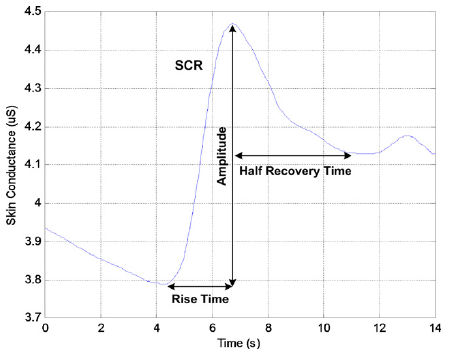 4.5
4.4
4.3
4.2
4.1
4
3.9
3.8
3.7
Skin Conductance (uS)
SCR
Amplitude
Half Recovery Time
Rise Time
0 2 4 6 8 10 12 14
Time (s)